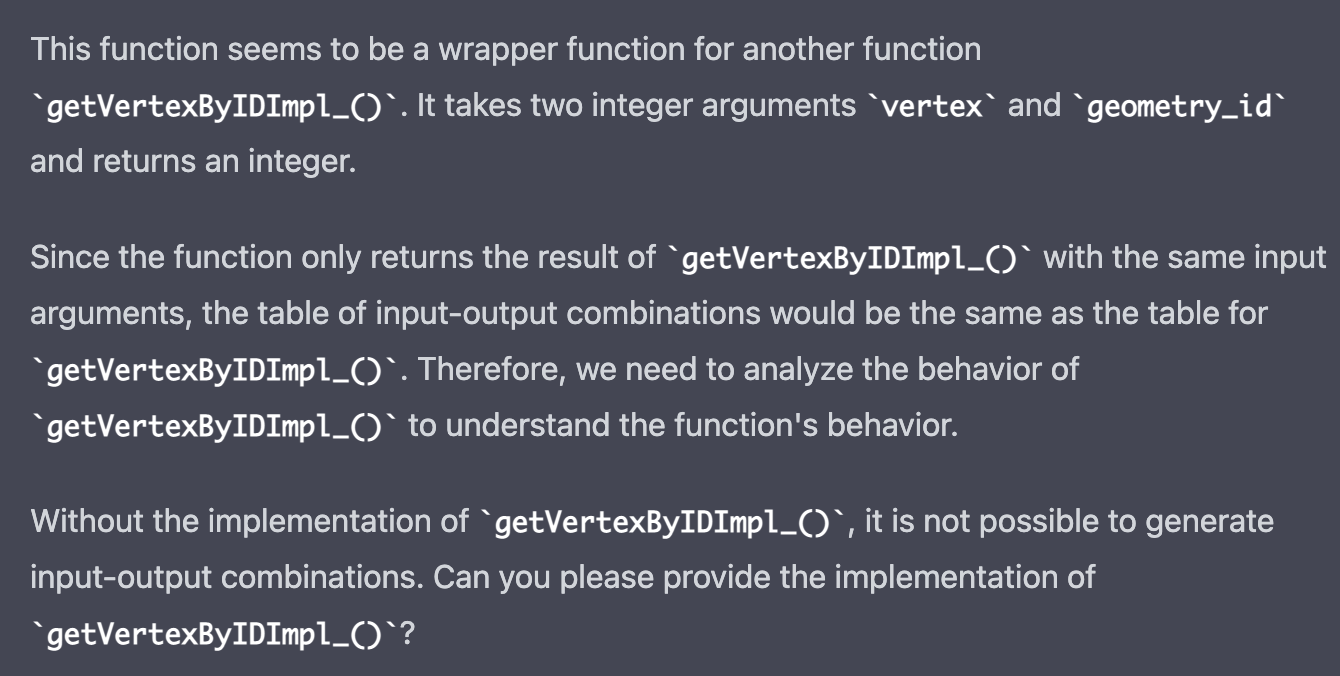 This function seems to be a wrapper function for another function
`getVertexByIDImpl_()`. It takes two integer arguments `vertex` and `geometry_id`
and returns an integer.
Since the function only returns the result of `getVertexByIDImpl_()` with the same input
arguments, the table of input-output combinations would be the same as the table for
`getVertexByIDImpl_()`. Therefore, we need to analyze the behavior of
`getVertexByIDImpl_()` to understand the function's behavior.
Without the implementation of `getVertexByIDImpl_()`, it is not possible to generate
input-output combinations. Can you please provide the implementation of
`getVertexByIDImpl_()`?